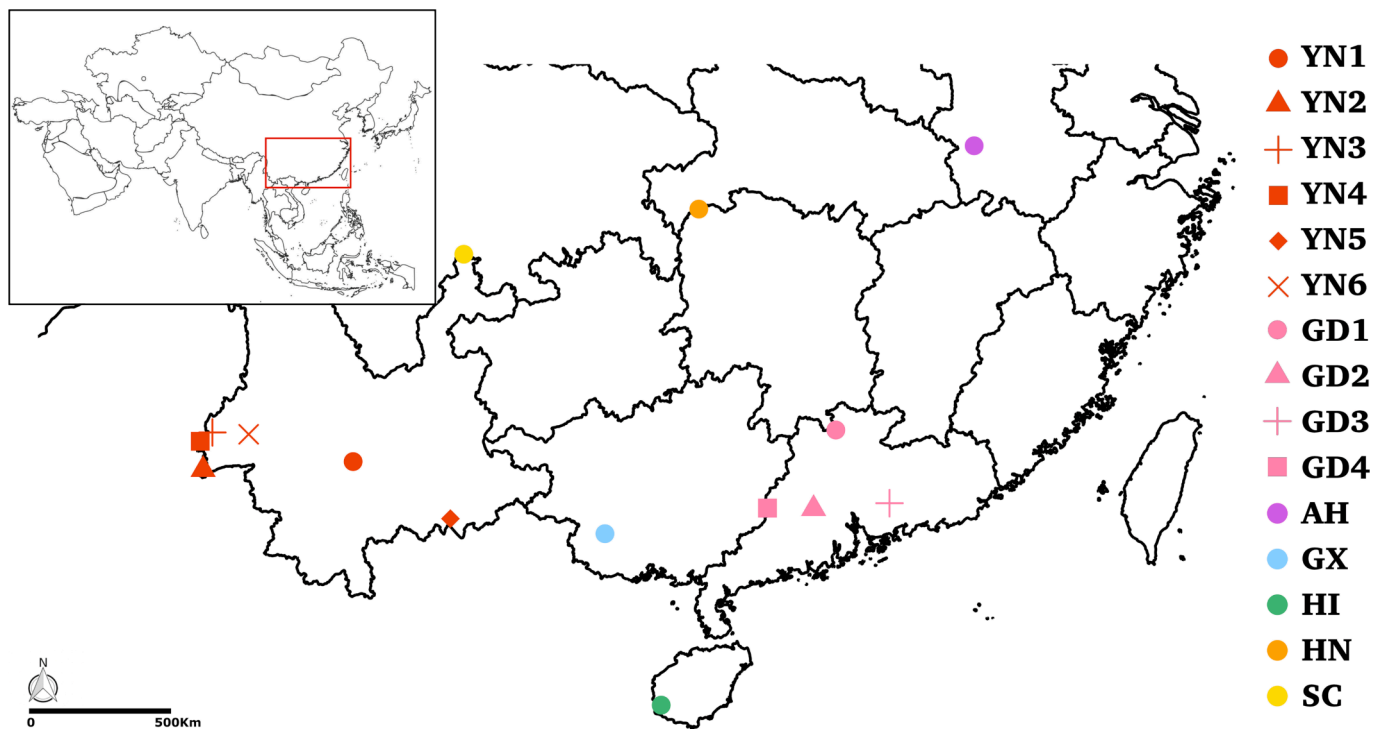 YN1
YN2
YN3
YN4
YN5
YN6
GD1
GD2
GD3
GD4
AH
GX
HI
HN
SC
N
0 500Km